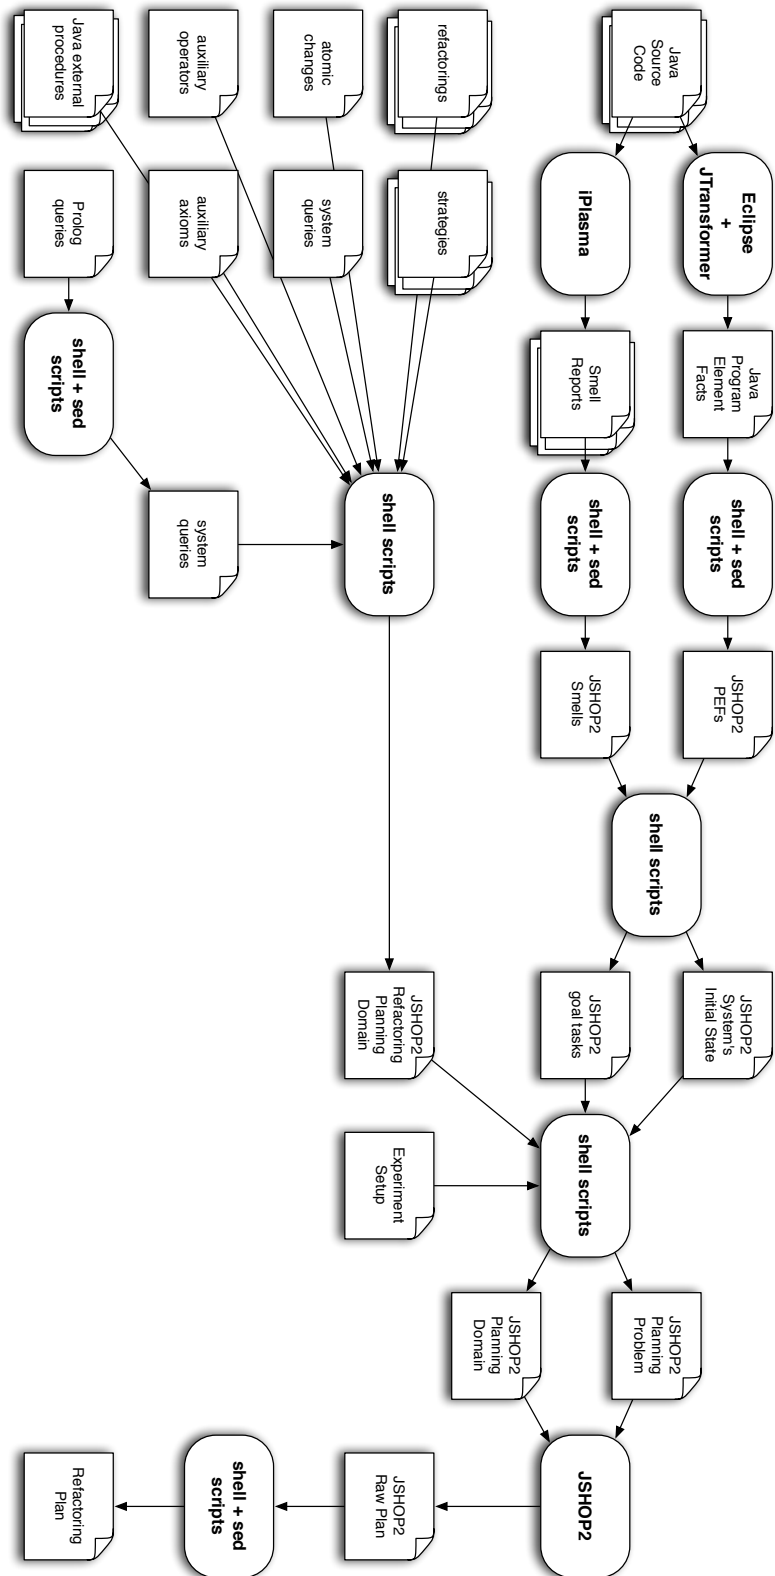 Java
Source
Code
Eclipse
+
JTransformer
Java
Program
Element
Facts
shell + sed
scripts
JSHOP2
PEFs
iPlasma
Smell
Reports
shell + sed
scripts
JSHOP2
Smells
shell scripts
JSHOP2
System's
Initial State
JSHOP2
goal tasks
shell scripts
JSHOP2
Planning
Problem
JSHOP2
Planning
Domain
JSHOP2
refactorings
strategies
atomic
changes
system
queries
auxiliary
operators
auxiliary
axioms
Java external
procedures
Prolog
queries
shell + sed
scripts
system
queries
shell scripts
JSHOP2
Refactoring
Planning
Domain
Experiment
Setup
JSHOP2
Raw Plan
shell + sed
scripts
Refactoring
Plan